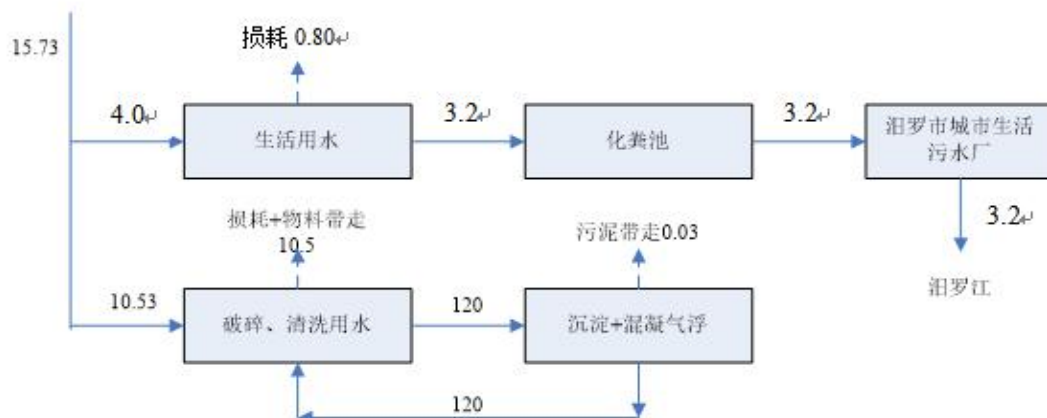 15.73
损耗 0.80↵
4.0↵
生活用水
3.2↵
化粪池
3.2↵
汨罗市城市生活
污水厂
3.2↵
汨罗江
损耗+物料带走
10.5
污泥带走0.03
10.53
破碎、清洗用水
120
沉淀+混凝气浮
120